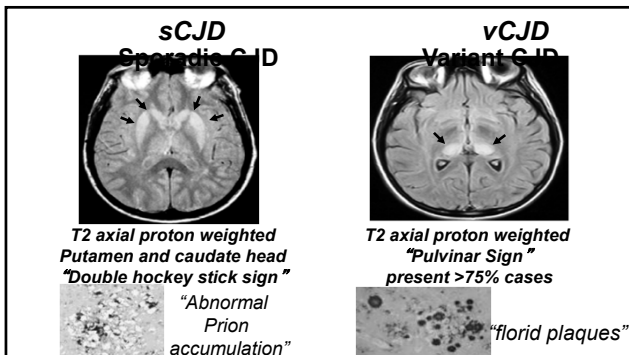 sCJD
Sporadic CJD
T2 axial proton weighted
Putamen and caudate head
“Double hockey stick sign”
“Abnormal
Prion
accumulation”
vCJD
Variant CJD
T2 axial proton weighted
“Pulvinar Sign”
present >75% cases
“florid plaques”